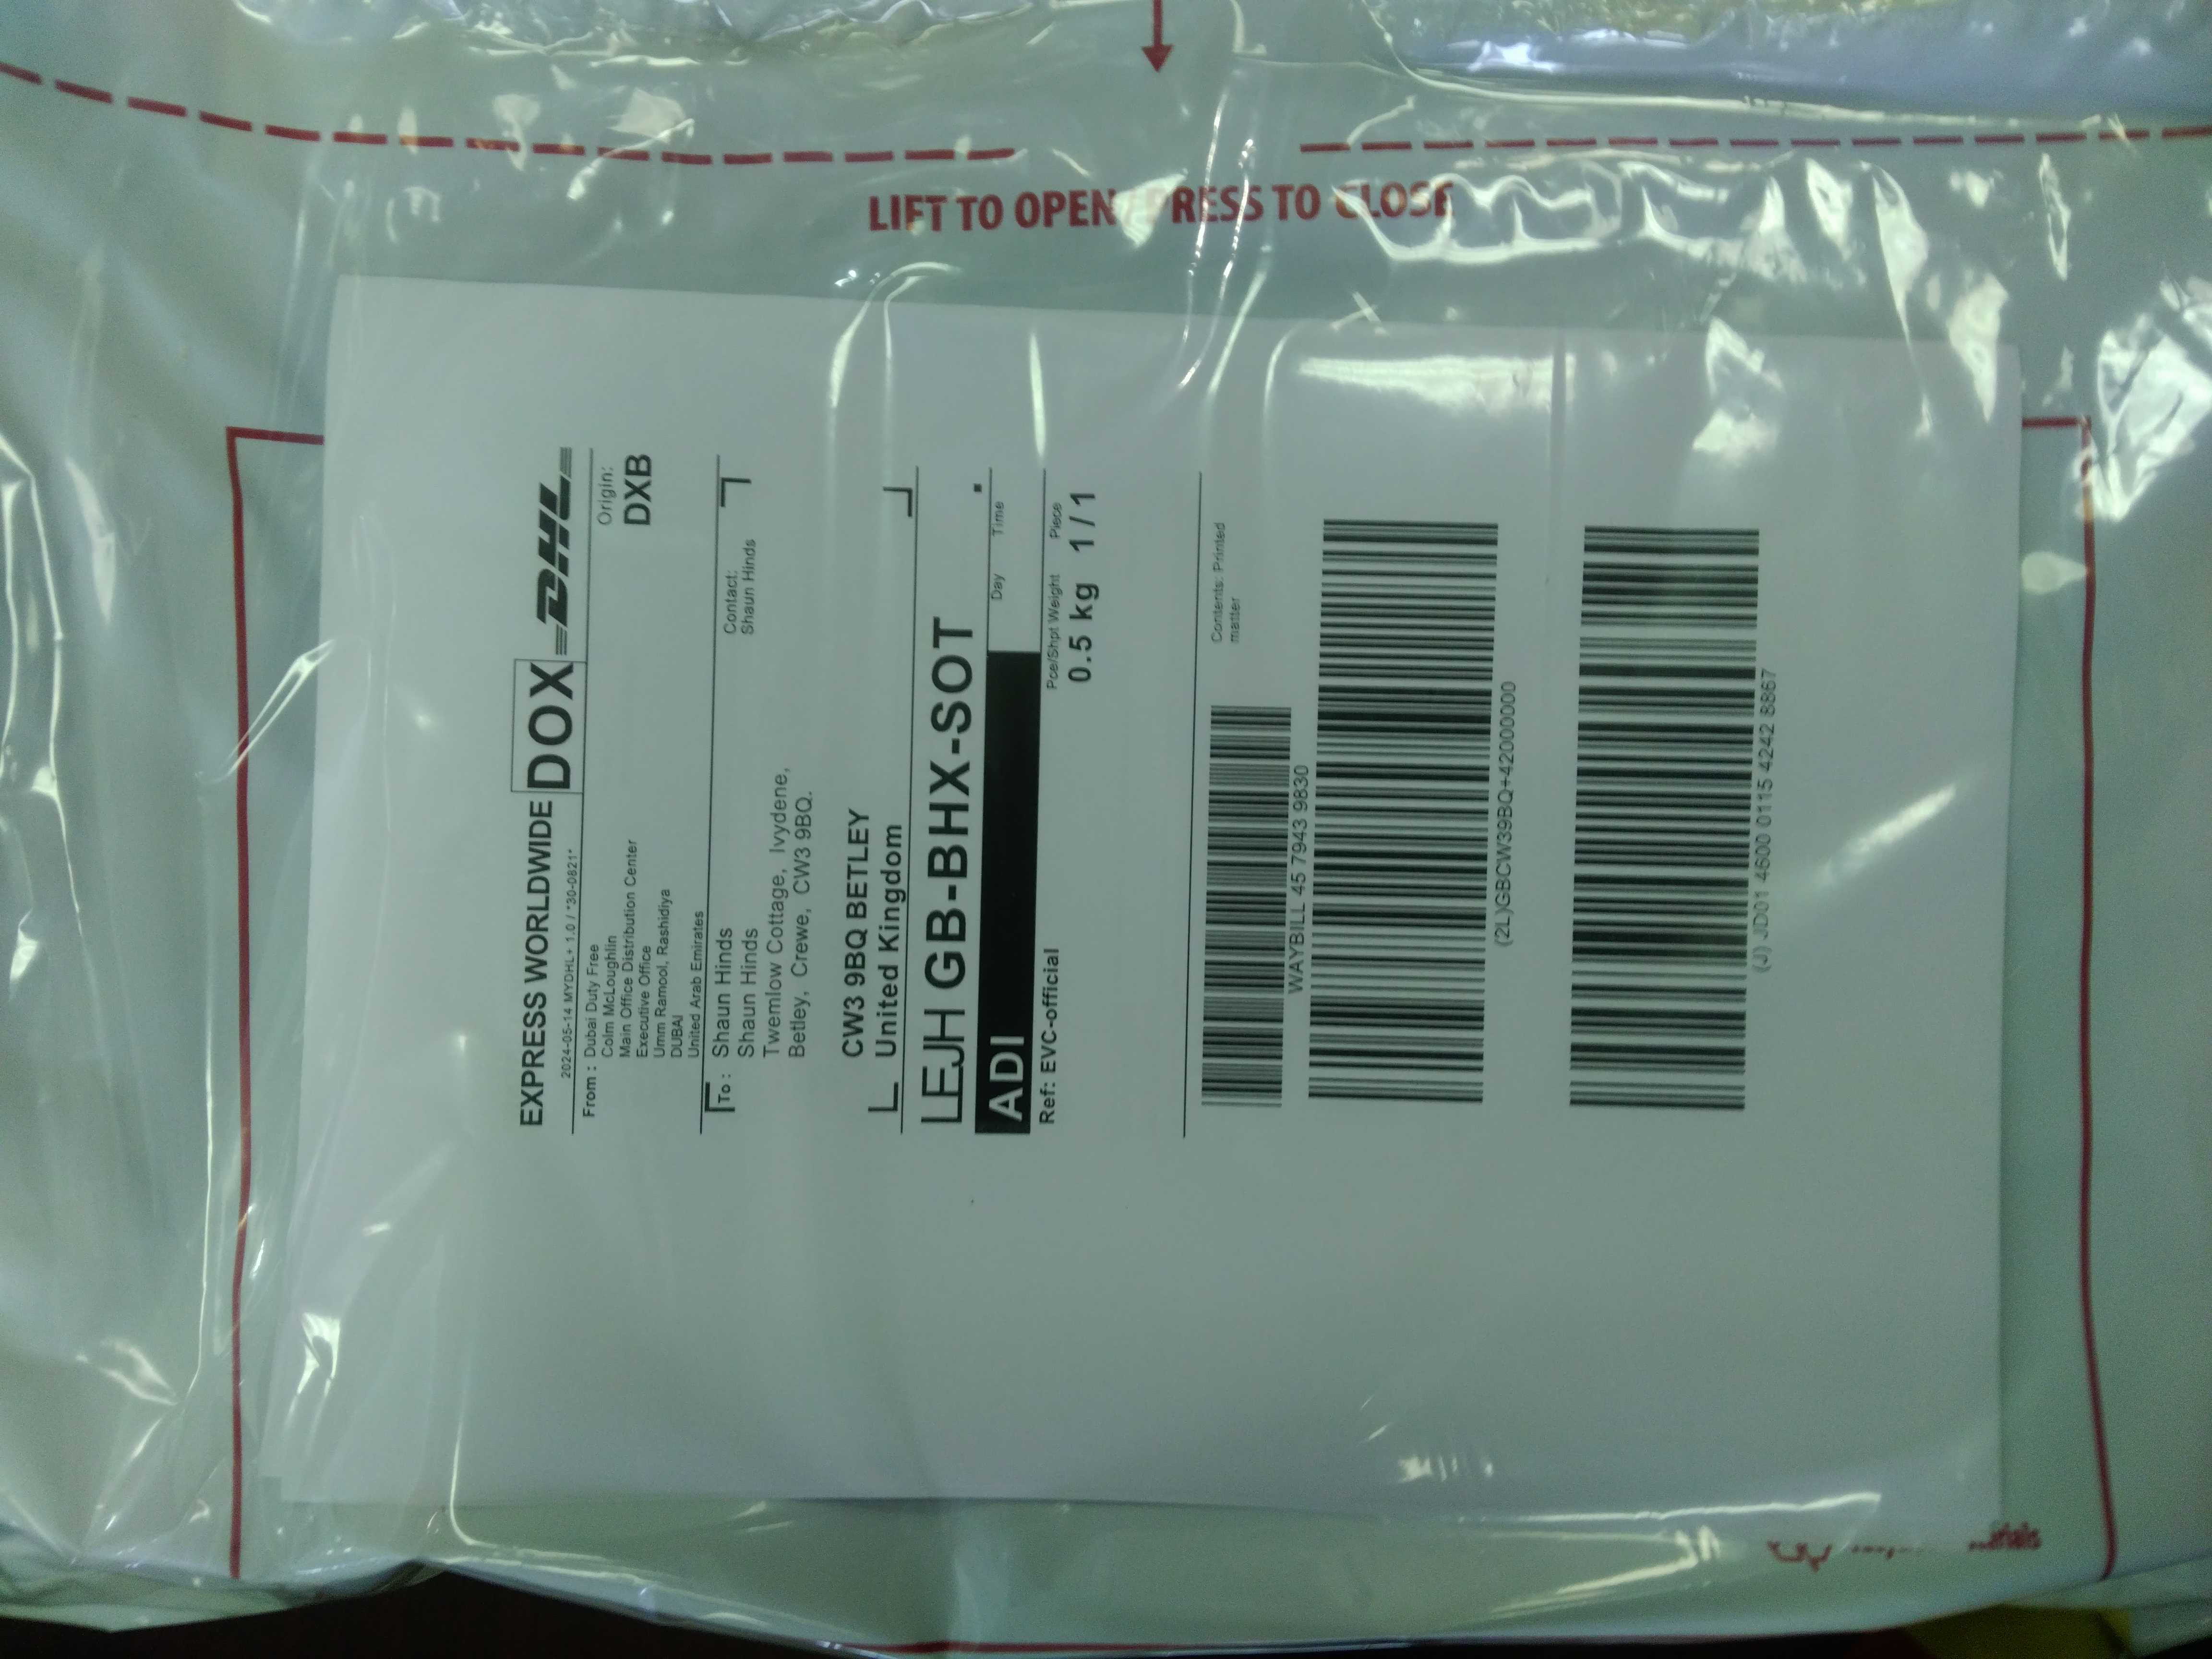 LIFT TO OPEN / PRESS TO CLOSE
EXPRESS WORLDWIDE DOX DHL
2024-05-14 MYDHL+ 1.0 / *30-0821*
From : Dubai Duty Free
Colm McLoughlin
Main Office Distribution Center
Executive Office
Umm Ramool, Rashidiya
DUBAI
United Arab Emirates
Origin:
DXB
To : Shaun Hinds
Shaun Hinds
Twemlow Cottage, Ivydene,
Betley, Crewe, CW3 9BQ.
Contact:
Shaun Hinds
CW3 9BQ BETLEY
United Kingdom
LEJH GB-BHX-SOT
ADI
Day Time
Ref: EVC-official
Pce/Shpt Weight Piece
0.5 kg 1 / 1
Contents: Printed
matter
WAYBILL 45 7943 9830
(2L)GBCW39BQ+42000000
(J) JD01 4600 0115 4242 8867